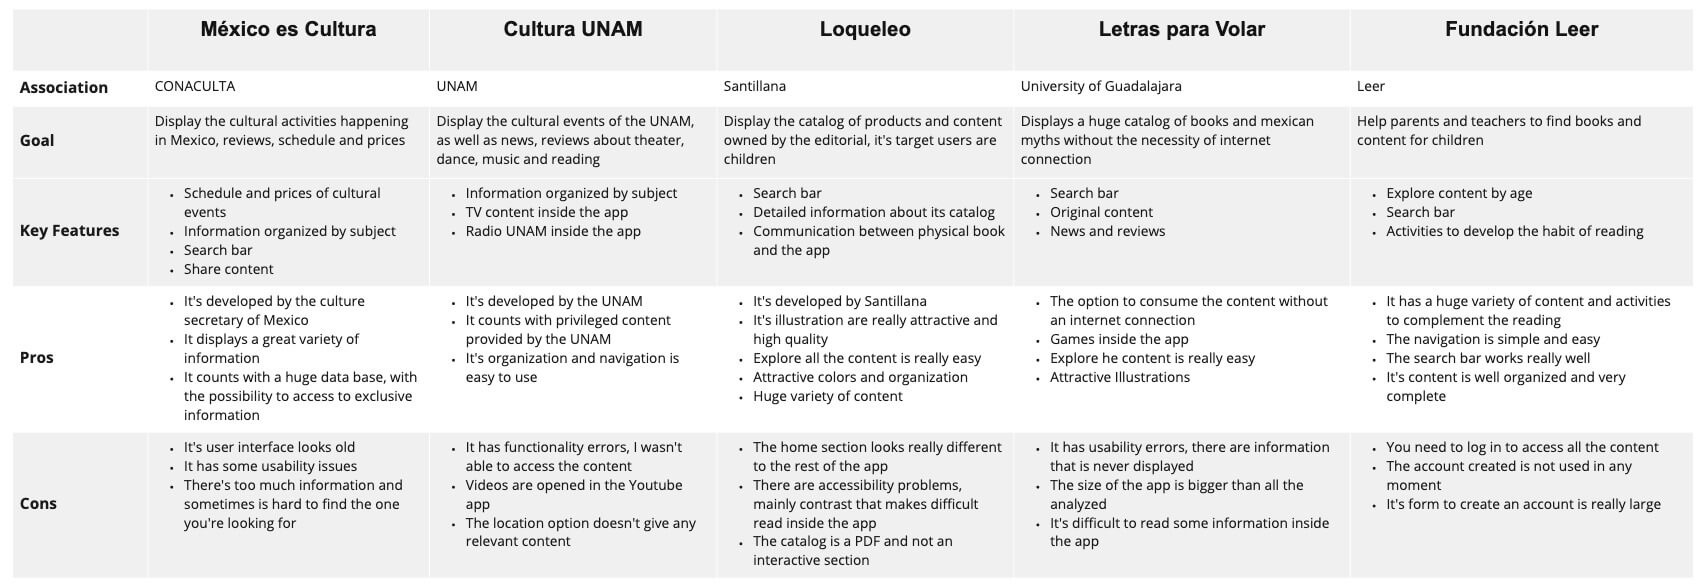 México es Cultura
Cultura UNAM
Loqueleo
Letras para Volar
Fundación Leer
Association
CONACULTA
UNAM
Santillana
University of Guadalajara
Leer
Goal
Display the cultural activities happening
in Mexico, reviews, schedule and prices
Display the cultural events of the UNAM,
as well as news, reviews about theater,
dance, music and reading
Display the catalog of products and content
owned by the editorial, it's target users are
children
Displays a huge catalog of books and mexican
myths without the necessity of internet
connection
Help parents and teachers to find books and
content for children
Key Features
• Schedule and prices of cultural
events
• Information organized by subject
• Search bar
• Share content
• Information organized by subject
• TV content inside the app
• Radio UNAM inside the app
• Search bar
• Detailed information about its catalog
• Communication between physical book
and the app
• Search bar
• Original content
• News and reviews
• Explore content by age
• Search bar
• Activities to develop the habit of reading
Pros
• It's developed by the culture
secretary of Mexico
• It displays a great variety of
information
• It counts with a huge data base, with
the possibility to access to exclusive
information
• It's developed by the UNAM
• It counts with privileged content
provided by the UNAM
• It's organization and navigation is
easy to use
• It's developed by Santillana
• It's illustration are really attractive and
high quality
• Explore all the content is really easy
• Attractive colors and organization
• Huge variety of content
• The option to consume the content without
an internet connection
• Games inside the app
• Explore he content is really easy
• Attractive Illustrations
• It has a huge variety of content and activities
to complement the reading
• The navigation is simple and easy
• The search bar works really well
• It's content is well organized and very
complete
Cons
• It's user interface looks old
• It has some usability issues
• There's too much information and
sometimes is hard to find the one
you're looking for
• It has functionality errors, I wasn't
able to access the content
• Videos are opened in the Youtube
app
• The location option doesn't give any
relevant content
• The home section looks really different
to the rest of the app
• There are accessibility problems,
mainly contrast that makes difficult
read inside the app
• The catalog is a PDF and not an
interactive section
• It has usability errors, there are information
that is never displayed
• The size of the app is bigger than all the
analyzed
• It's difficult to read some information inside
the app
• You need to log in to access all the content
• The account created is not used in any
moment
• It's form to create an account is really large